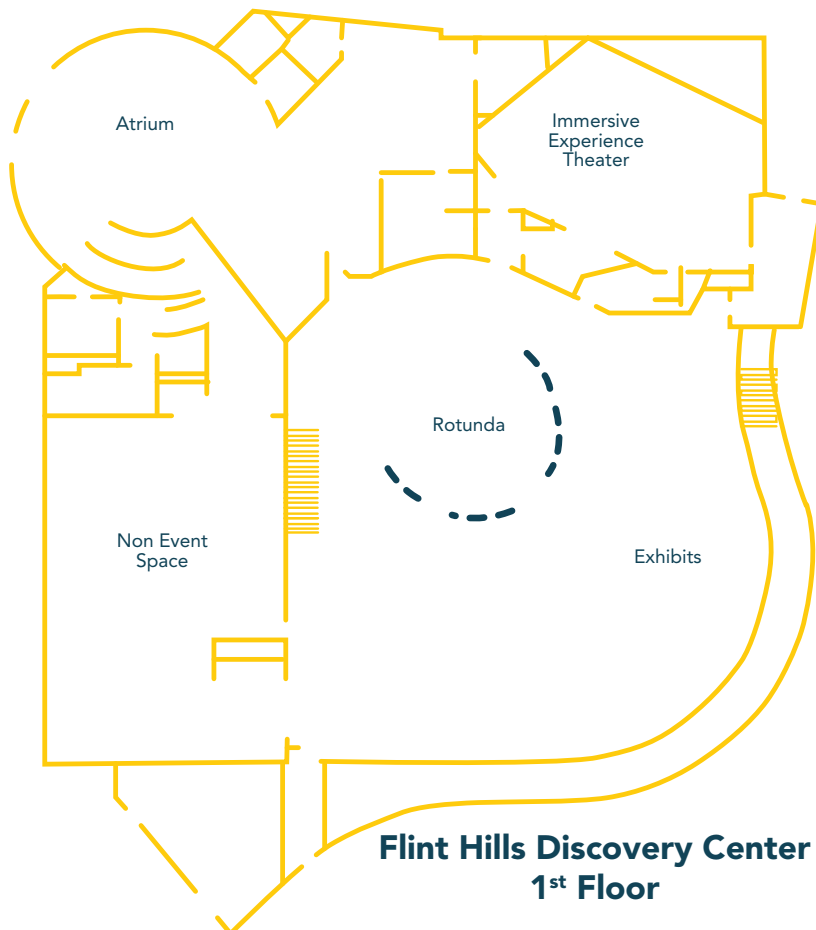 Atrium
Immersive
Experience
Theater
Rotunda
Non Event
Space
Exhibits
Flint Hills Discovery Center
1st Floor